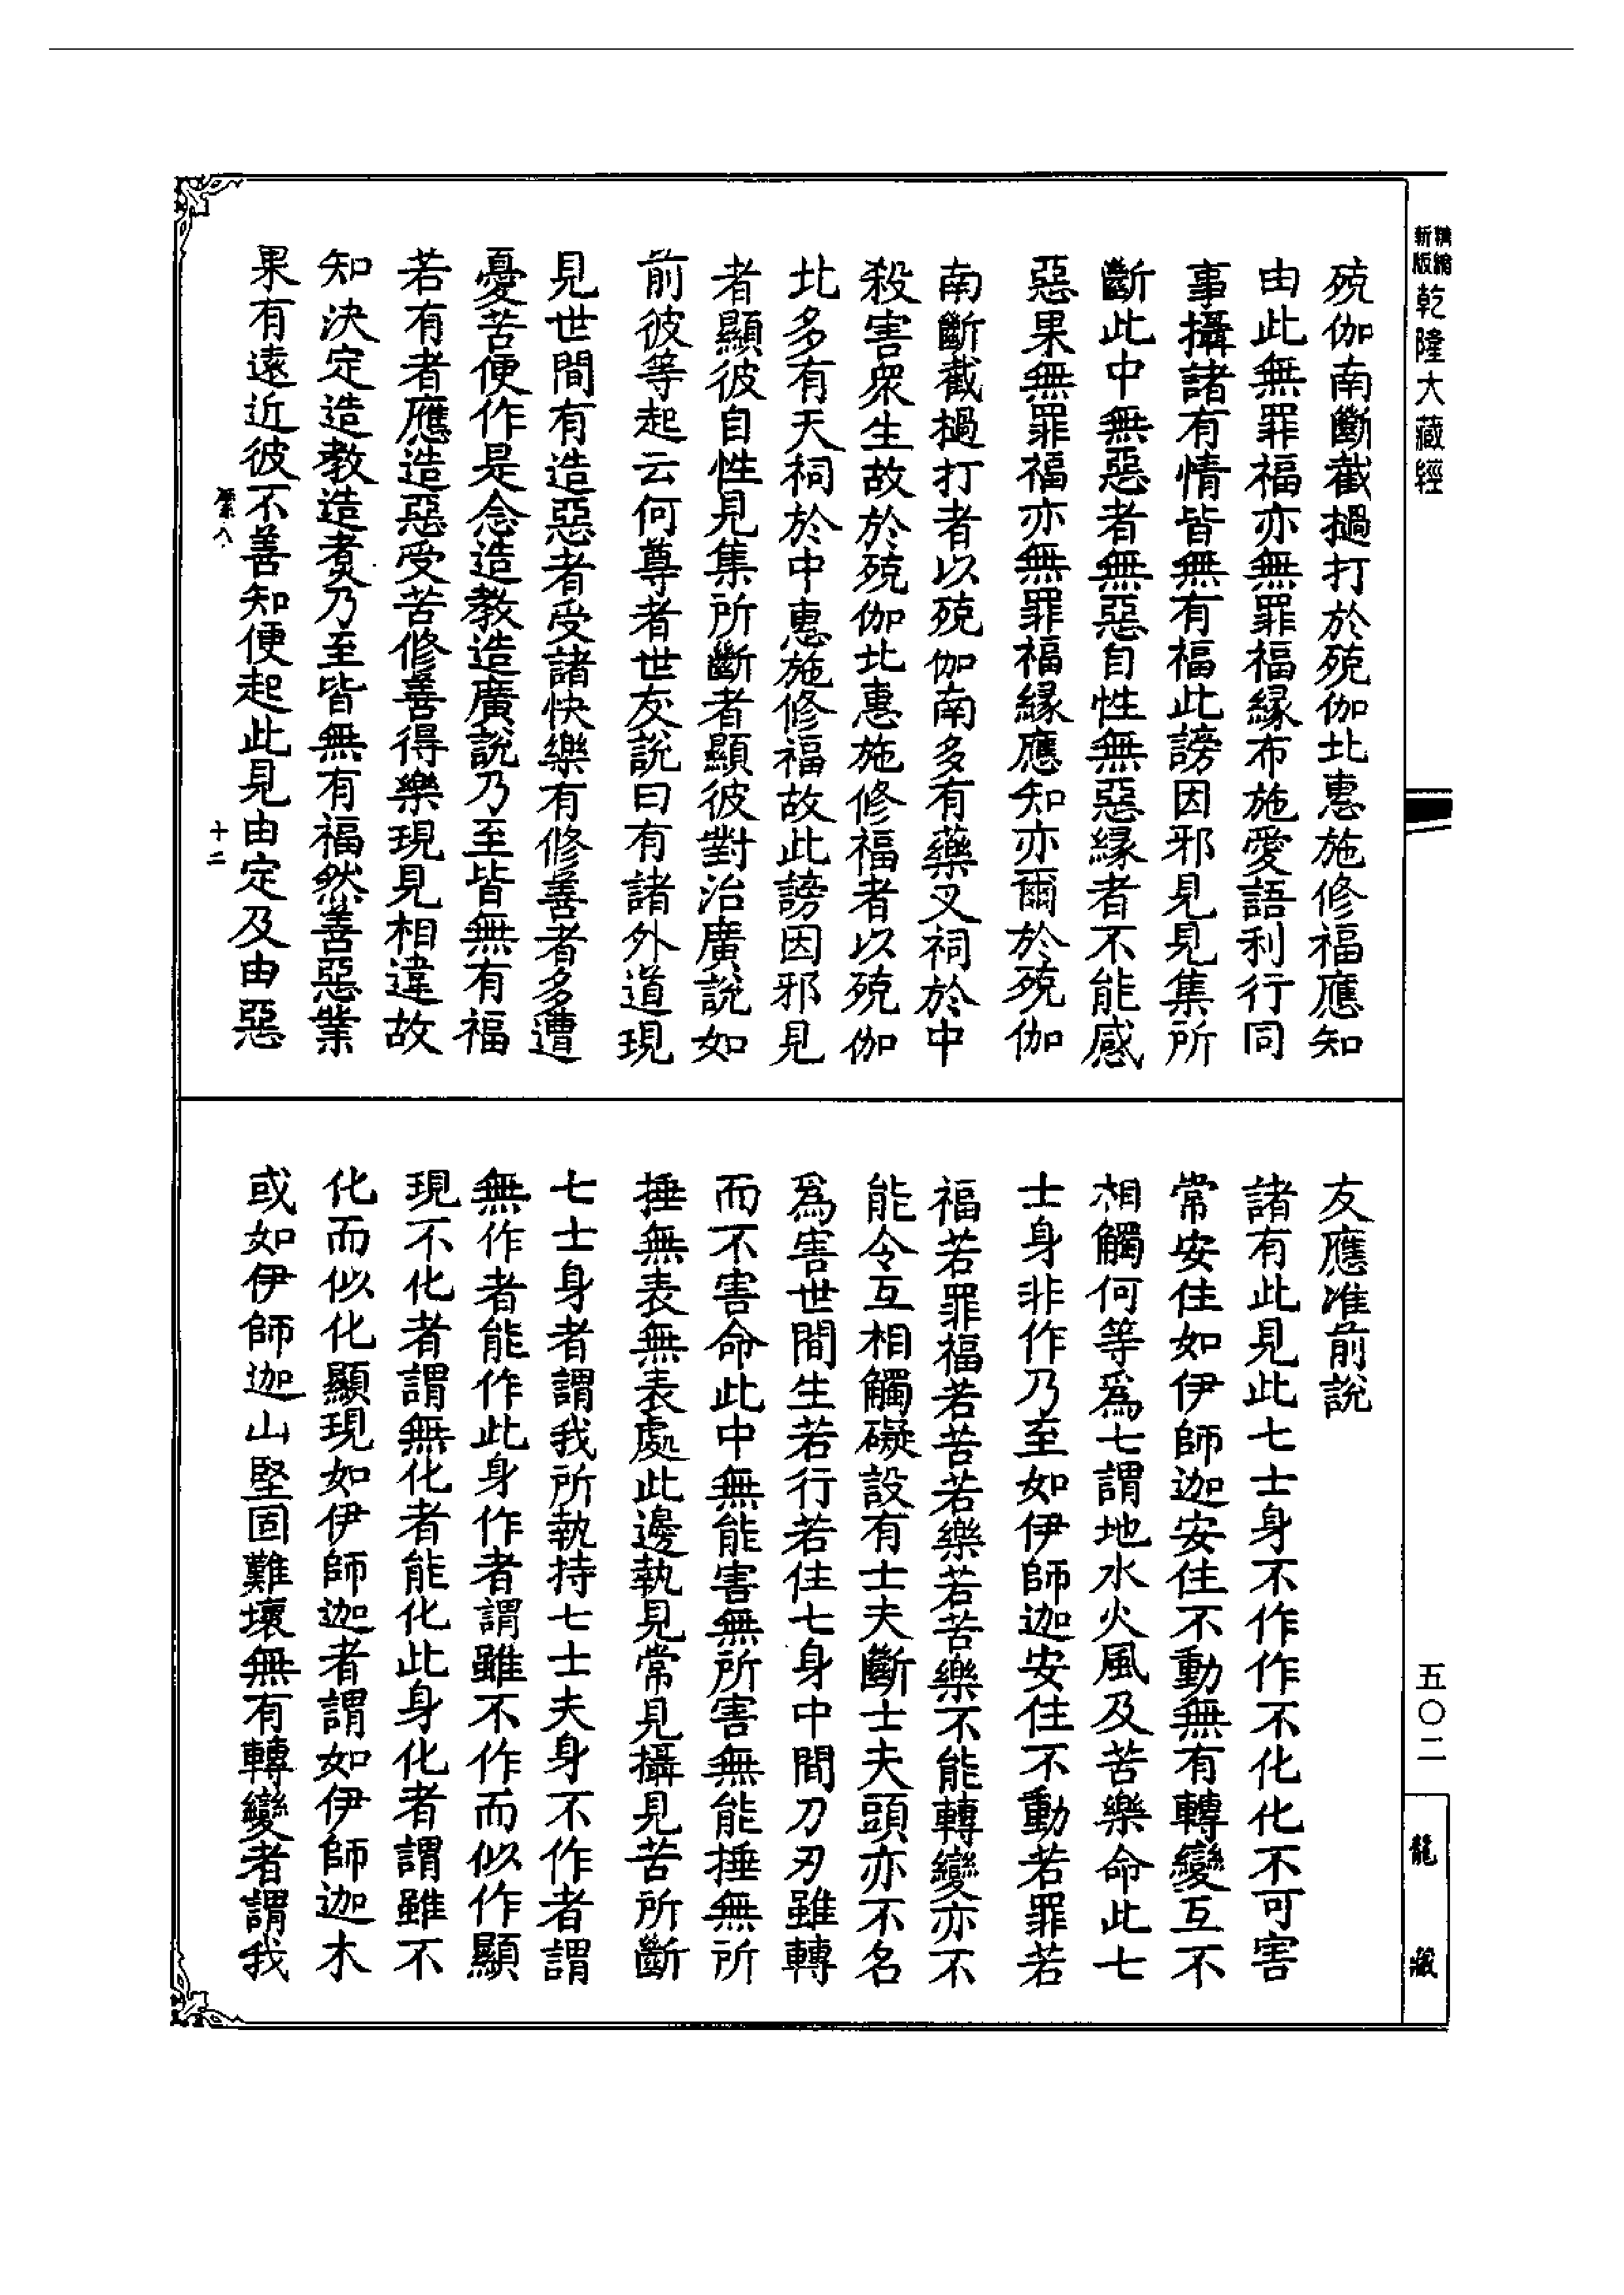 新版精縮乾隆大藏經
殑伽南斷截撾打於殑伽北惠施修福應知
由此無罪福亦無罪福緣布施愛語利行同
事攝諸有情皆無有福此謗因邪見見集所
斷此中無惡者無惡自性無惡緣者不能感
惡果無罪福亦無罪福緣應知亦爾於殑伽
南斷截撾打者以殑伽南多有藥叉祠於中
殺害衆生故於殑伽北惠施修福者以殑伽
北多有天祠於中惠施修福故此謗因邪見
者顯彼自性見集所斷者顯彼對治廣說如
前彼等起云何尊者世友說曰有諸外道現
見世間有造惡者受諸快樂有修善者多遭
憂苦便作是念造教造廣說乃至皆無有福
若有者應造惡受苦修善得樂現見相違故
知決定造教造煮乃至皆無有福然善惡業
果有遠近彼不善知便起此見由定及由惡
十二
友應准前說
諸有此見此七士身不作作不化化不可害
常安住如伊師迦安住不動無有轉變互不
相觸何等爲七謂地水火風及苦樂命此七
士身非作乃至如伊師迦安住不動若罪若
福若罪福若苦若樂若苦樂不能轉變亦不
能令互相觸礙設有士夫斷士夫頭亦不名
爲害世間生若行若住七身中間刀刃雖轉
而不害命此中無能害無所害無能捶無所
捶無表無表處此邊執見常見攝見苦所斷
七士身者謂我所執持七士夫身不作者謂
無作者能作此身作者謂雖不作而似作顯
現不化者謂無化者能化此身化者謂雖不
化而似化顯現如伊師迦者謂如伊師迦木
或如伊師迦山堅固難壞無有轉變者謂我
五〇二
龍藏